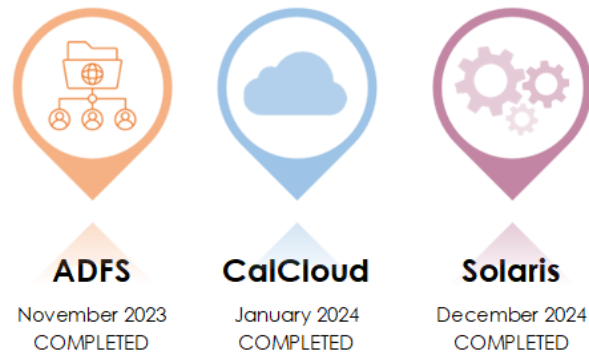 ADFS
November 2023
COMPLETED
CalCloud
January 2024
COMPLETED
Solaris
December 2024
COMPLETED